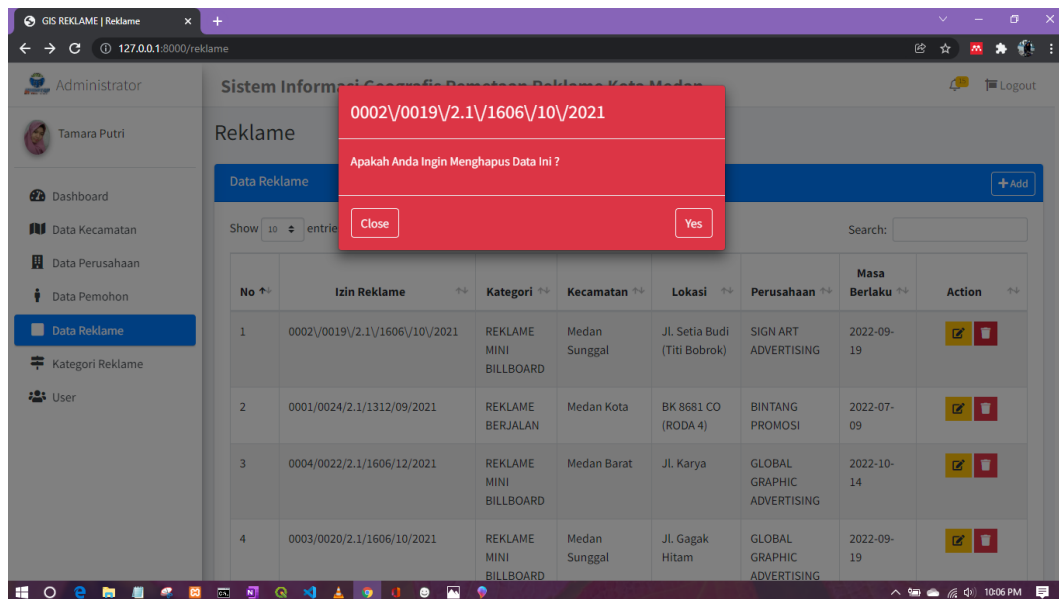 GIS REKLAME | Reklame
127.0.0.1:8000/reklame
Administrator
Sistem Informasi Geografis Pemetaan Reklame Kota Medan
Logout
Tamara Putri
Reklame
0002\/0019\/2.1\/1606\/10\/2021
Apakah Anda Ingin Menghapus Data Ini ?
Close
Yes
Dashboard
Data Kecamatan
Data Perusahaan
Data Pemohon
Data Reklame
Kategori Reklame
User
Data Reklame
Add
Show 10 entrie
Search:
No Izin Reklame Kategori Kecamatan Lokasi Perusahaan Masa Berlaku Action
1 0002\/0019\/2.1\/1606\/10\/2021 REKLAME Medan Jl. Setia Budi SIGN ART 2022-09-
MINI Sunggal (Titi Bobrok) ADVERTISING 19
BILLBOARD
2 0001/0024/2.1/1312/09/2021 REKLAME Medan Kota BK 8681 CO BINTANG 2022-07-
BERJALAN (RODA 4) PROMOSI 09
3 0004/0022/2.1/1606/12/2021 REKLAME Medan Barat Jl. Karya GLOBAL 2022-10-
MINI GRAPHIC 14
BILLBOARD ADVERTISING
4 0003/0020/2.1/1606/10/2021 REKLAME Medan Jl. Gagak GLOBAL 2022-09-
MINI Sunggal Hitam GRAPHIC 19
BILLBOARD ADVERTISING
10:06 PM